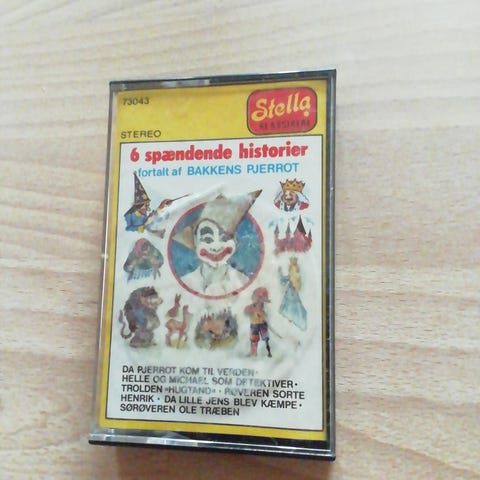 73043
Stella
KLASSIKERE
STEREO
6 spændende historier
fortalt af BAKKENS PJERROT
DA PJERROT KOM TIL VERDEN ·
HELLE OG MICHAEL SOM DETEKTIVER ·
TROLDEN »HUGTAND« · RØVEREN SORTE
HENRIK · DA LILLE JENS BLEV KÆMPE ·
SØRØVEREN OLE TRÆBEN